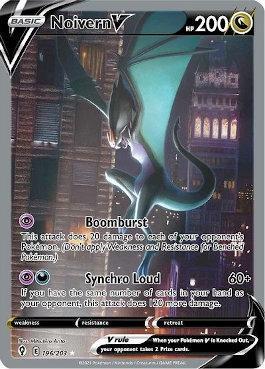 BASIC Noivern V HP 200
Boomburst
This attack does 20 damage to each of your opponent's
Pokémon. (Don't apply Weakness and Resistance for Benched
Pokémon.)
Synchro Loud 60+
If you have the same number of cards in your hand as
your opponent, this attack does 120 more damage.
weakness resistance retreat
V rule When your Pokémon V is Knocked Out,
your opponent takes 2 Prize cards.
E 196/203